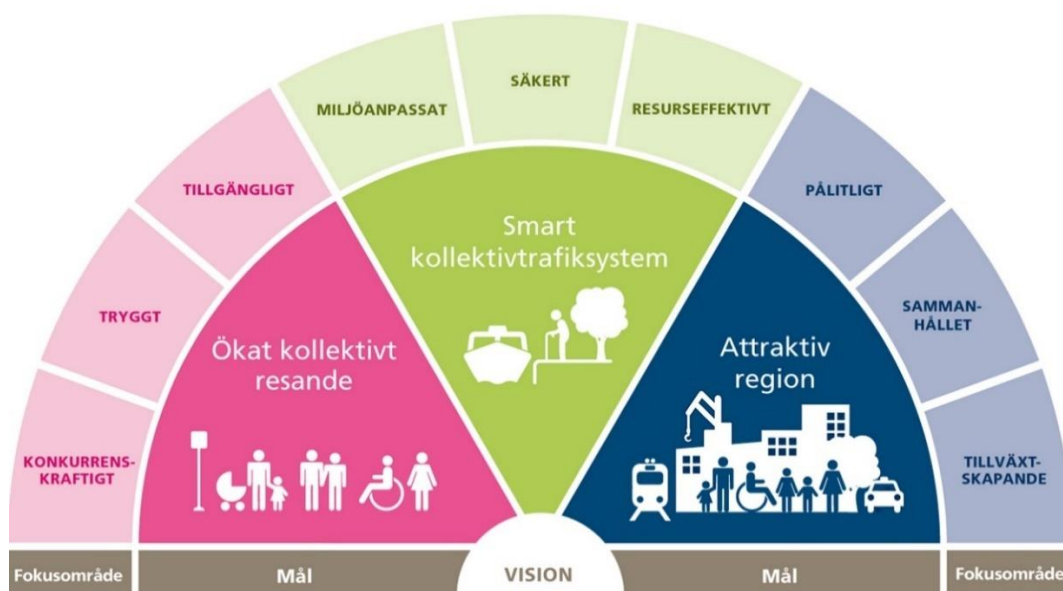 MILJÖANPASSAT
SÄKERT
RESURSEFFEKTIVT
TILLGÄNGLIGT
PÅLITLIGT
TRYGGT
SAMMAN-
HÅLLET
KONKURRENS-
KRAFTIGT
TILLVÄXT-
SKAPANDE
Smart
kollektivtrafiksystem
Ökat kollektivt
resande
Attraktiv
region
Fokusområde
Mål
VISION
Mål
Fokusområde